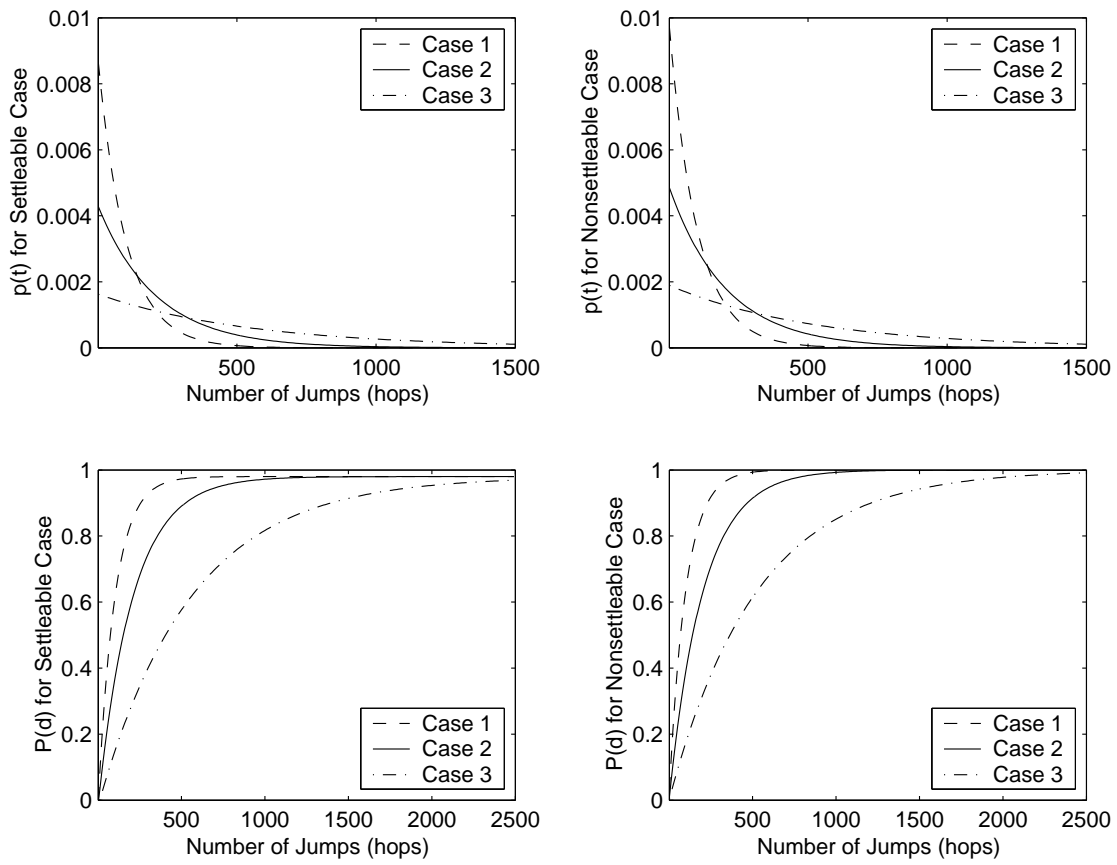 0.01
0.008
0.006
0.004
0.002
0
500
1000
1500
p(t) for Settleable Case
Number of Jumps (hops)
Case 1
Case 2
Case 3
0.01
0.008
0.006
0.004
0.002
0
500
1000
1500
p(t) for Nonsettleable Case
Number of Jumps (hops)
Case 1
Case 2
Case 3
1
0.8
0.6
0.4
0.2
0
500
1000
1500
2000
2500
P(d) for Settleable Case
Number of Jumps (hops)
Case 1
Case 2
Case 3
1
0.8
0.6
0.4
0.2
0
500
1000
1500
2000
2500
P(d) for Nonsettleable Case
Number of Jumps (hops)
Case 1
Case 2
Case 3